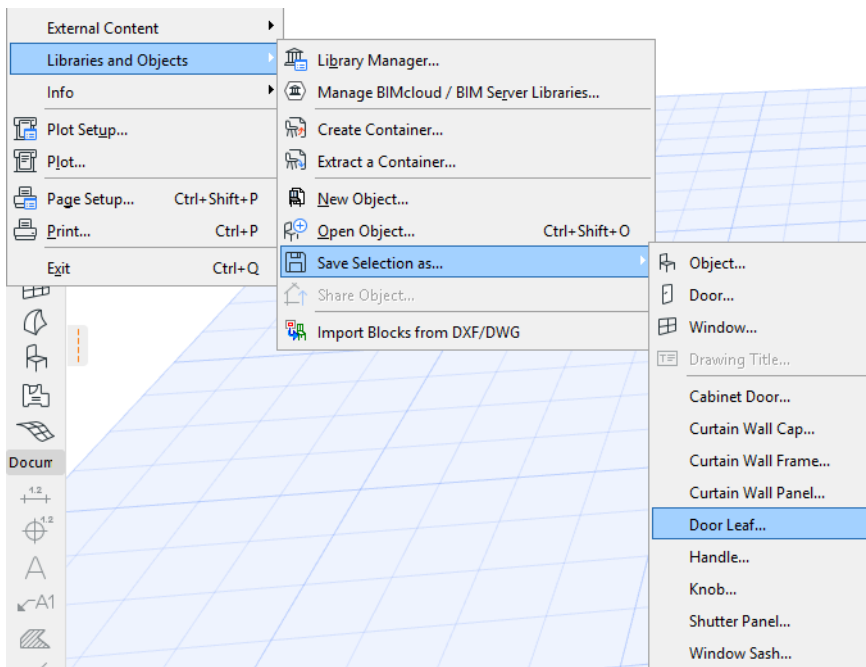 External Content
Libraries and Objects
Info
Plot Setup...
Plot...
Page Setup... Ctrl+Shift+P
Print... Ctrl+P
Exit Ctrl+Q
Library Manager...
Manage BIMcloud / BIM Server Libraries...
Create Container...
Extract a Container...
New Object...
Open Object... Ctrl+Shift+O
Save Selection as...
Share Object...
Import Blocks from DXF/DWG
Object...
Door...
Window...
Drawing Title...
Cabinet Door...
Curtain Wall Cap...
Curtain Wall Frame...
Curtain Wall Panel...
Door Leaf...
Handle...
Knob...
Shutter Panel...
Window Sash...
Docum
1.2
1.2
A
A1